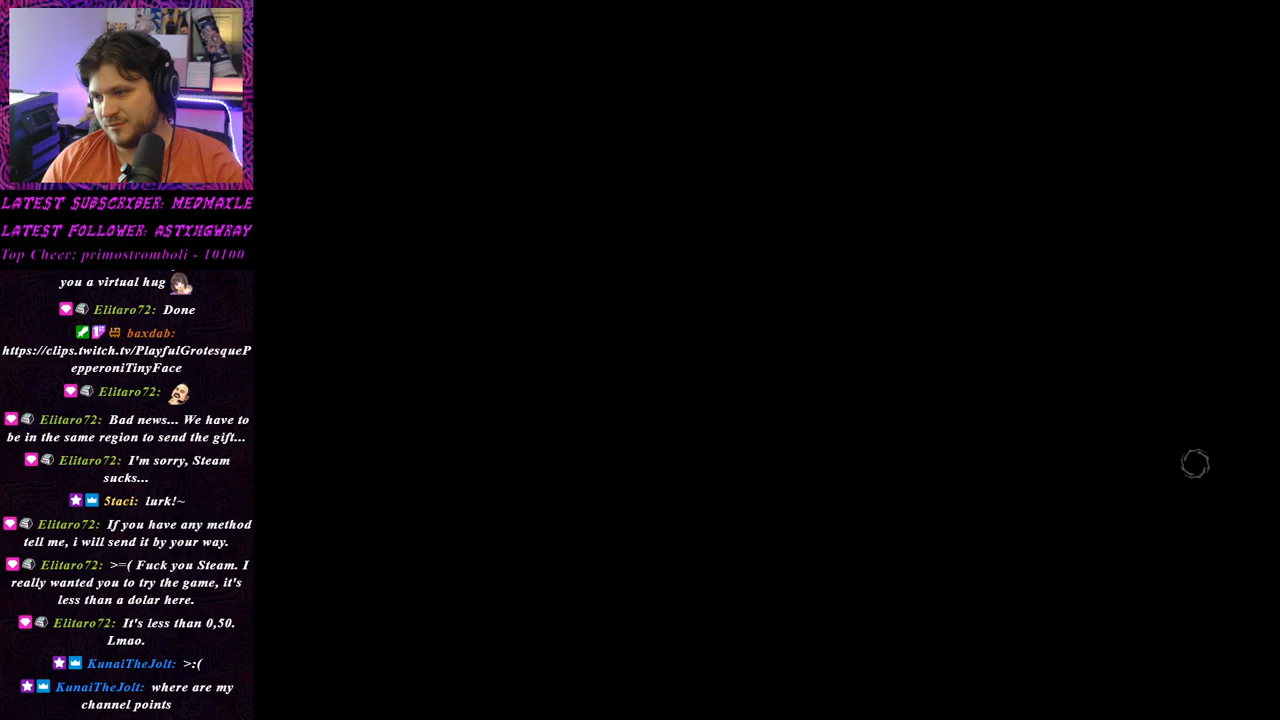 LATEST SUBSCRIBER: MEDMAILE
LATEST FOLLOWER: ASTINGWRAY
Top Cheer: primostromboli - 10100
you a virtual hug
Elitaro72: Done
baxdab:
https://clips.twitch.tv/PlayfulGrotesqueP
epperoniTinyFace
Elitaro72:
Elitaro72: Bad news... We have to
be in the same region to send the gift...
Elitaro72: I'm sorry, Steam
sucks...
5taci: lurk!~
Elitaro72: If you have any method
tell me, i will send it by your way.
Elitaro72: >=( Fuck you Steam. I
really wanted you to try the game, it's
less than a dolar here.
Elitaro72: It's less than 0,50.
Lmao.
KunaiTheJolt: >:(
KunaiTheJolt: where are my
channel points